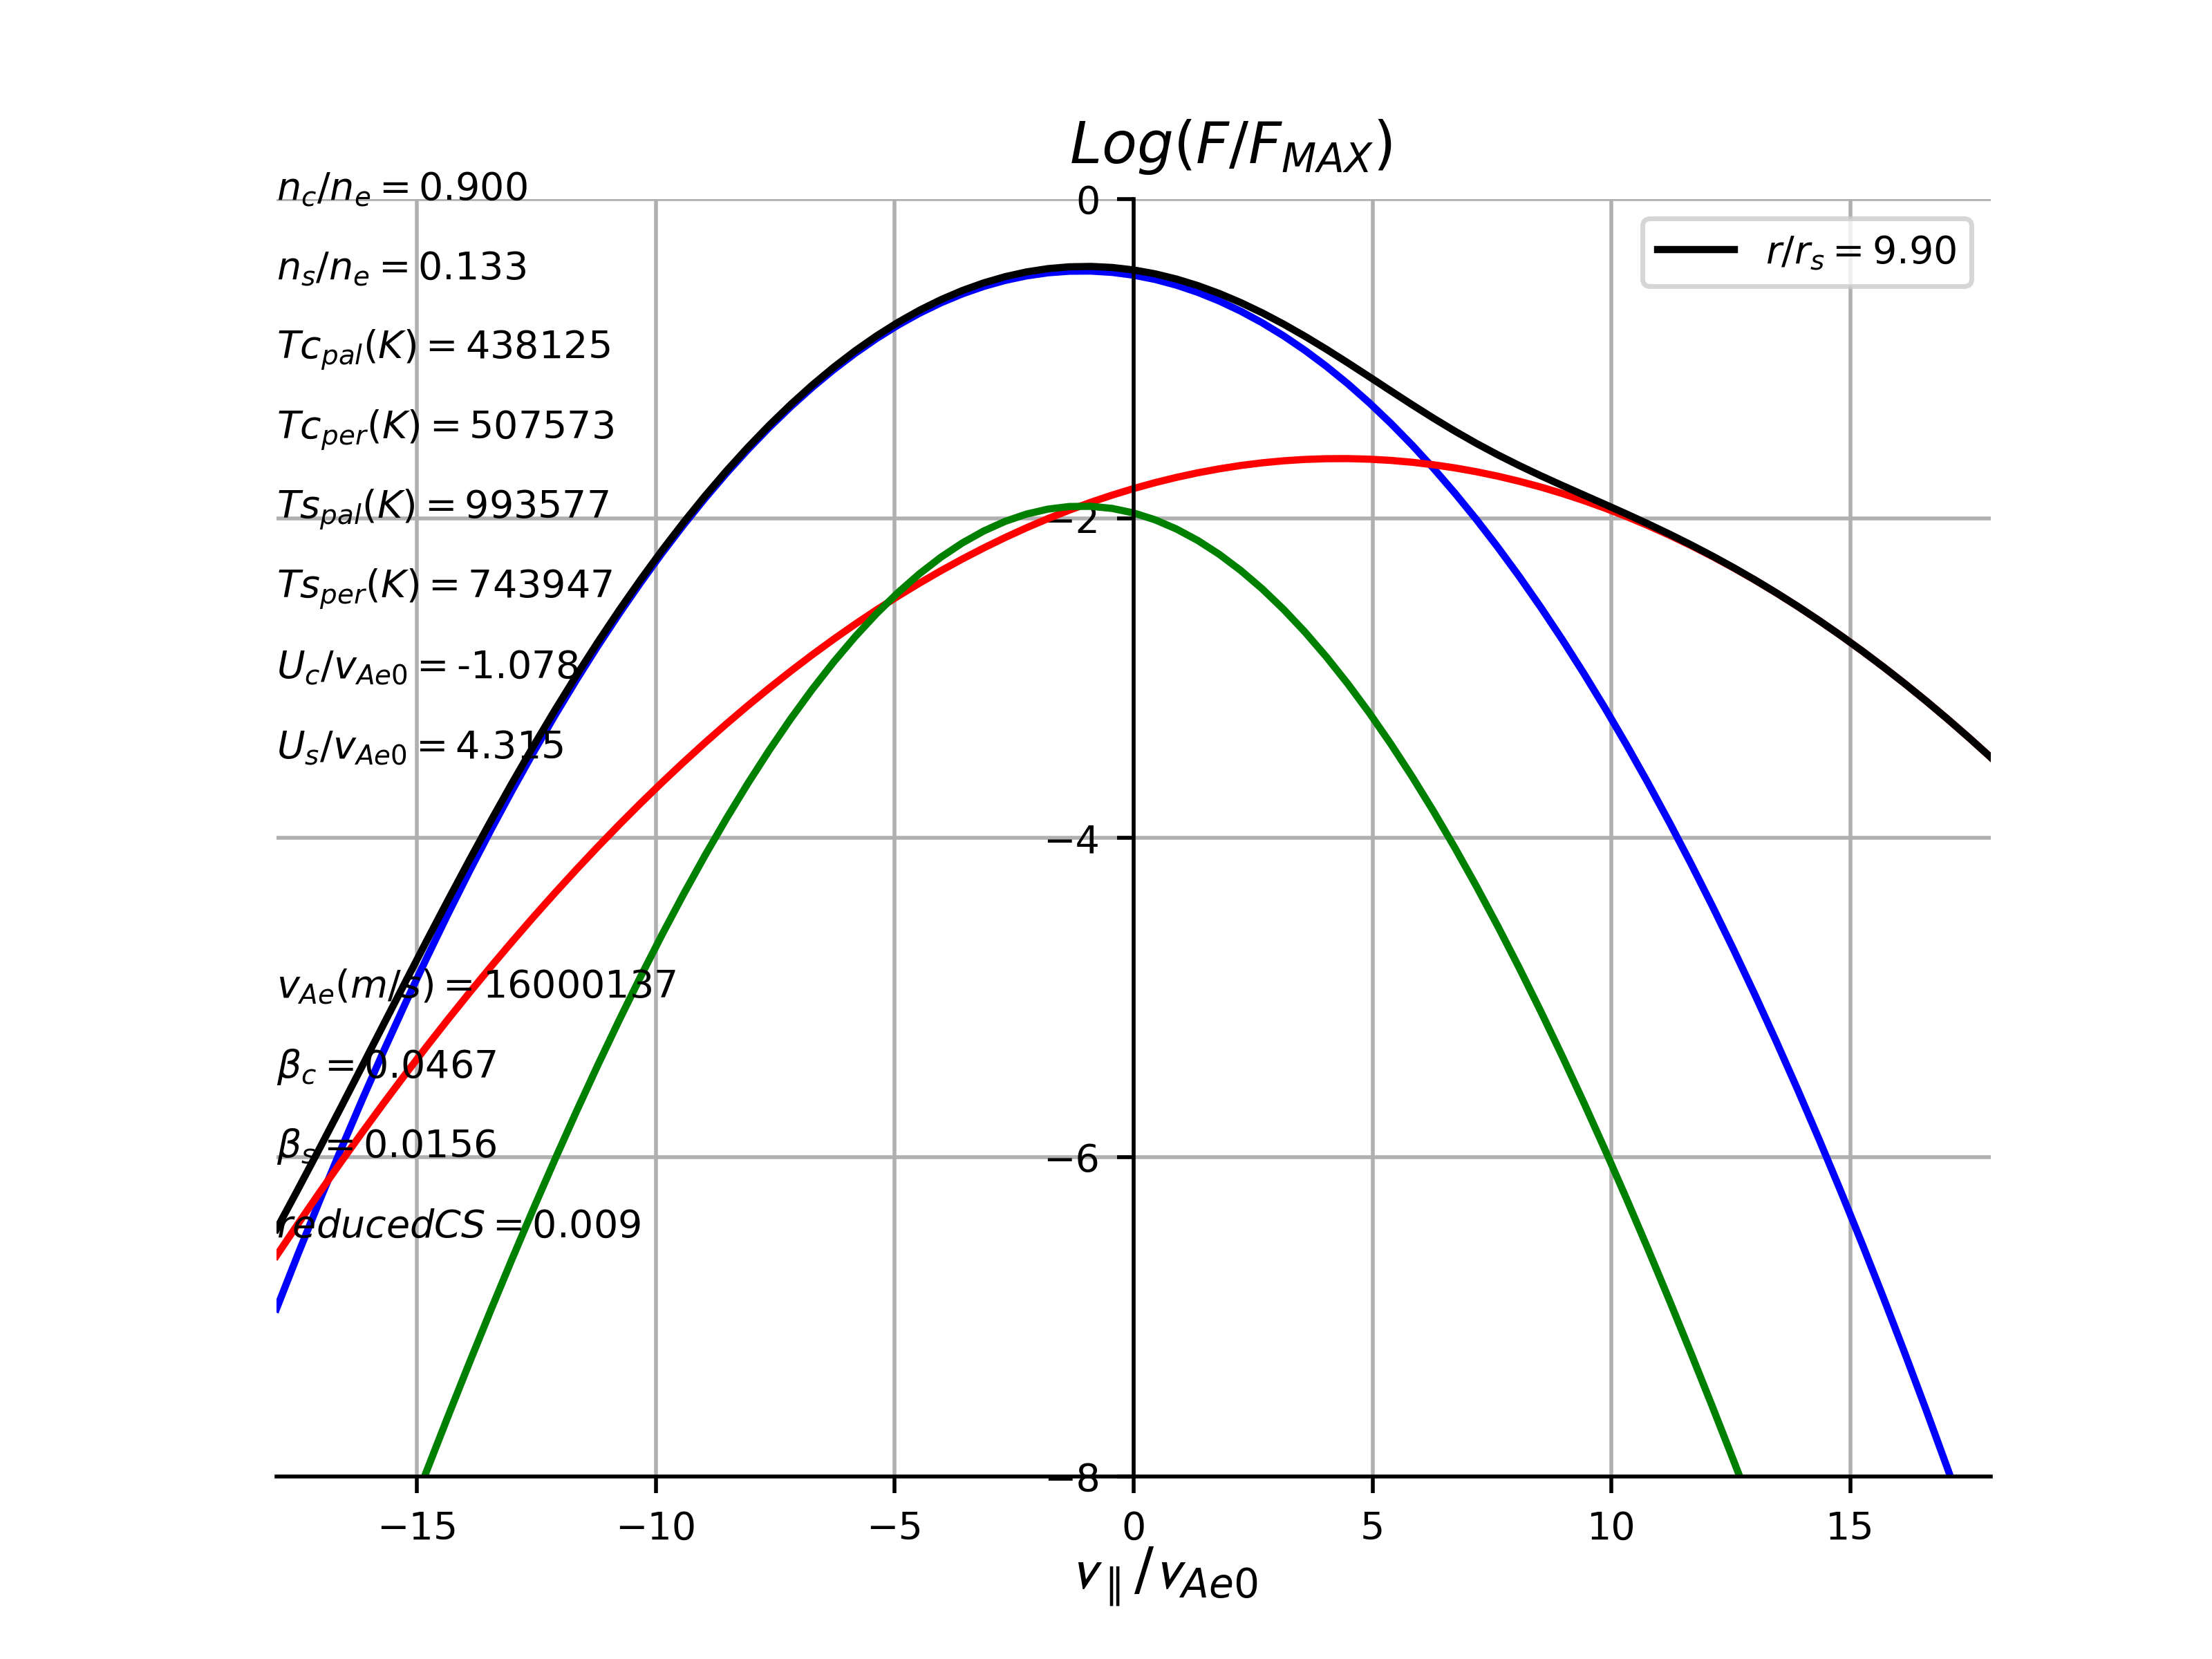 Log(F/F_MAX)
n_c/n_e = 0.900
0
r/r_s = 9.90
n_s/n_e = 0.133
Tc_pal(K) = 438125
Tc_per(K) = 507573
Ts_pal(K) = 993577
−2
Ts_per(K) = 743947
U_c/v_Ae0 = -1.078
U_s/v_Ae0 = 4.315
−4
v_Ae(m/s) = 16000137
β_c = 0.0467
β_s = 0.0156
−6
reducedCS = 0.009
−8
−15 −10 −5 0 5 10 15
v_∥/v_Ae0